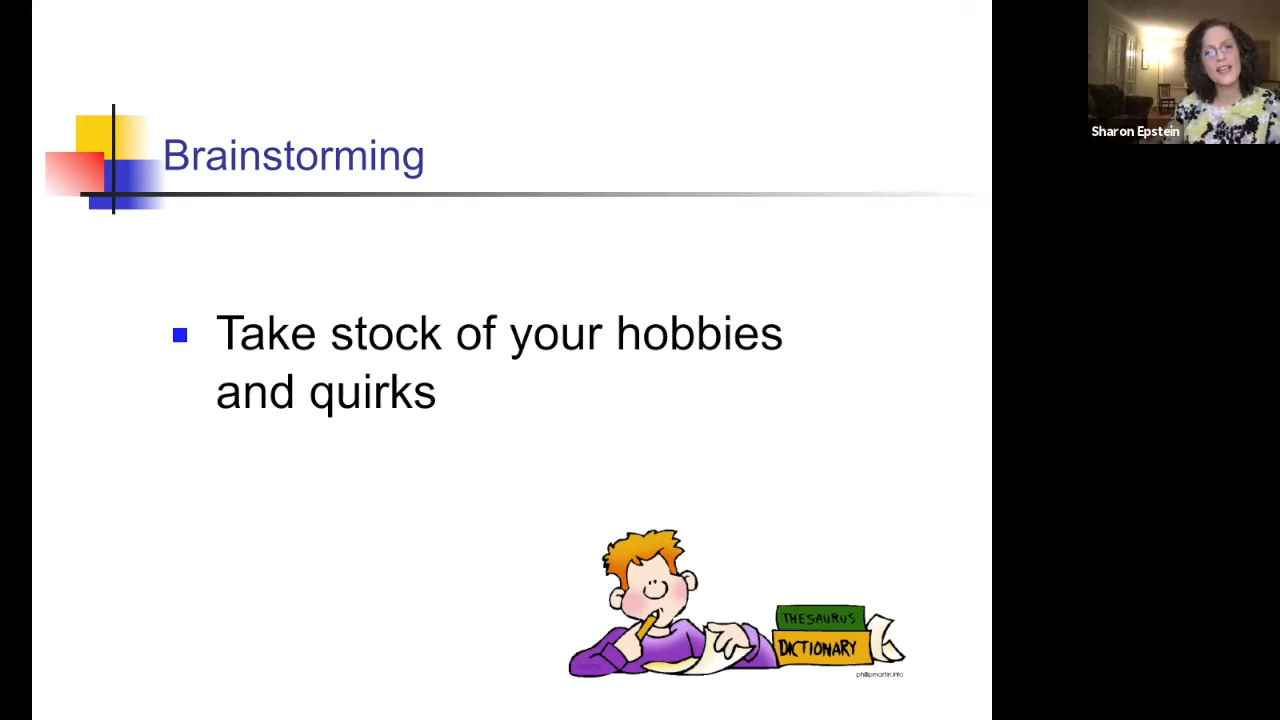 Brainstorming
Sharon Epstein
Take stock of your hobbies
and quirks
THESAURUS
DICTIONARY
phillipmartin.info